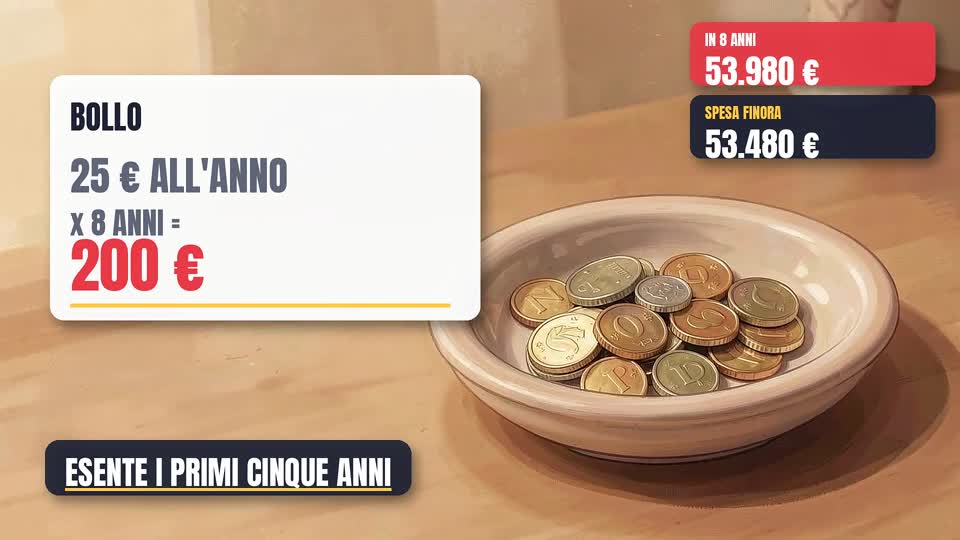 BOLLO
25 € ALL'ANNO
x 8 ANNI =
200 €
IN 8 ANNI
53.980 €
SPESA FINORA
53.480 €
ESENTE I PRIMI CINQUE ANNI